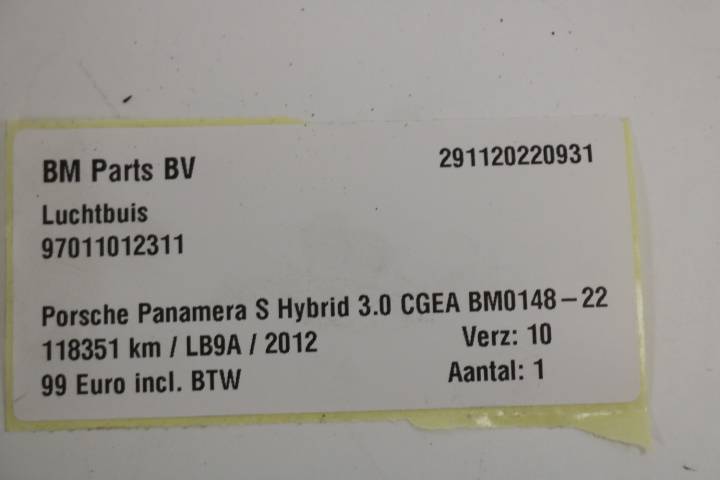 BM Parts BV 291120220931
Luchtbuis
97011012311
Porsche Panamera S Hybrid 3.0 CGEA BM0148-22
118351 km / LB9A / 2012 Verz: 10
99 Euro incl. BTW Aantal: 1